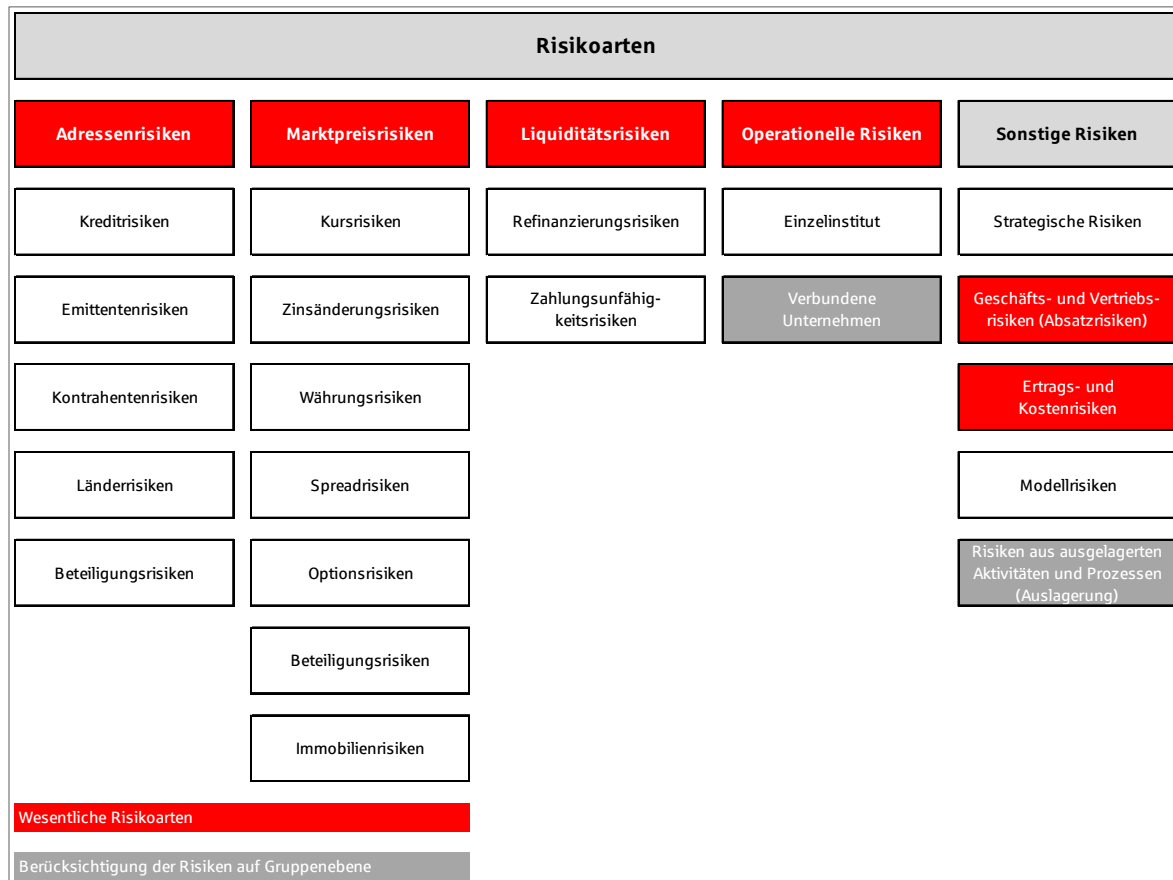 Risikoarten
Adressenrisiken
Marktpreisrisiken
Liquiditätsrisiken
Operationelle Risiken
Sonstige Risiken
Kreditrisiken
Kursrisiken
Refinanzierungsrisiken
Einzelinstitut
Strategische Risiken
Emittentenrisiken
Zinsänderungsrisiken
Zahlungsunfähig-
keitsrisiken
Verbundene
Unternehmen
Geschäfts- und Vertriebs-
risiken (Absatzrisiken)
Kontrahentenrisiken
Währungsrisiken
Ertrags- und
Kostenrisiken
Länderrisiken
Spreadrisiken
Modellrisiken
Beteiligungsrisiken
Optionsrisiken
Risiken aus ausgelagerten
Aktivitäten und Prozessen
(Auslagerung)
Beteiligungsrisiken
Immobilienrisiken
Wesentliche Risikoarten
Berücksichtigung der Risiken auf Gruppenebene